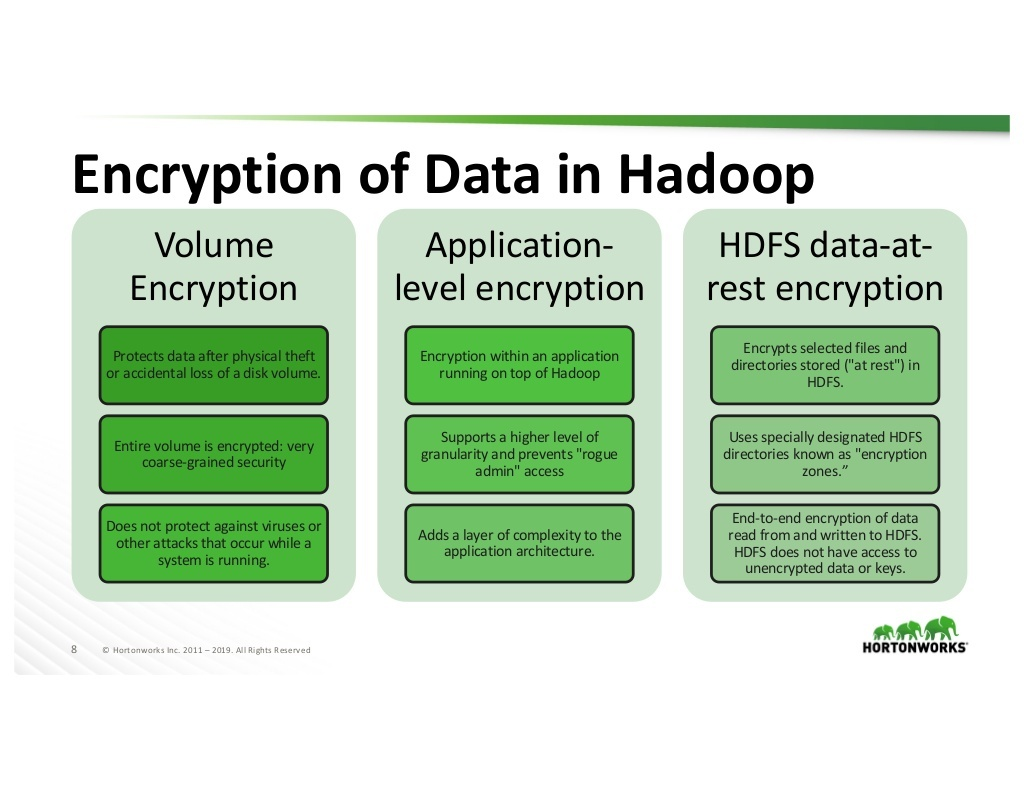 Encryption of Data in Hadoop
Volume
Encryption
Protects data after physical theft
or accidental loss of a disk volume.
Entire volume is encrypted: very
coarse-grained security
Does not protect against viruses or
other attacks that occur while a
system is running.
Application-
level encryption
Encryption within an application
running on top of Hadoop
Supports a higher level of
granularity and prevents "rogue
admin" access
Adds a layer of complexity to the
application architecture.
HDFS data-at-
rest encryption
Encrypts selected files and
directories stored ("at rest") in
HDFS.
Uses specially designated HDFS
directories known as "encryption
zones.”
End-to-end encryption of data
read from and written to HDFS.
HDFS does not have access to
unencrypted data or keys.
8 © Hortonworks Inc. 2011 – 2019. All Rights Reserved
HORTONWORKS